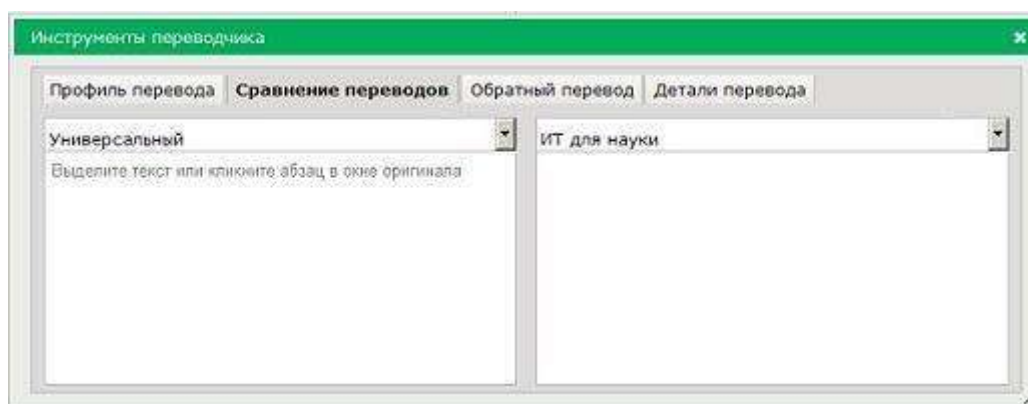 Инструменты переводчика
Профиль перевода Сравнение переводов Обратный перевод Детали перевода
Универсальный ИТ для науки
Выделите текст или кликните абзац в окне оригинала